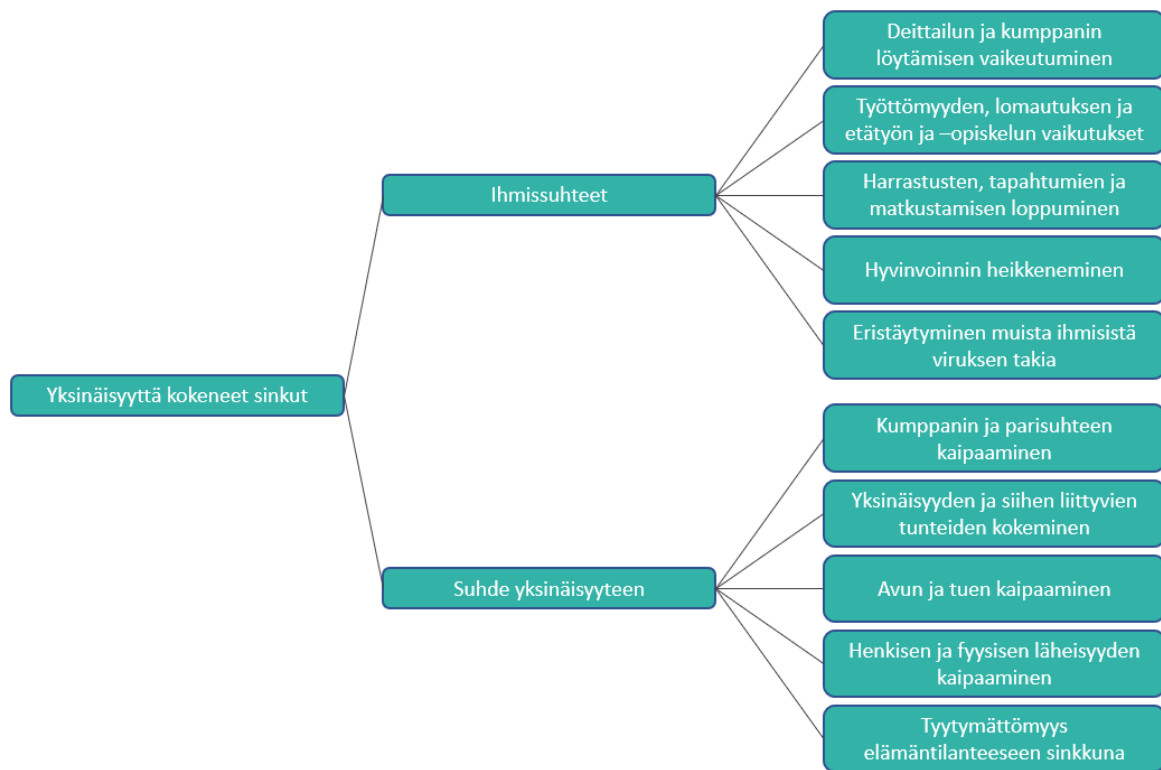 Deittailun ja kumppanin
löytämisen vaikeutuminen
Työttömyyden, lomautuksen ja
etätyön ja –opiskelun vaikutukset
Ihmissuhteet
Harrastusten, tapahtumien ja
matkustamisen loppuminen
Hyvinvoinnin heikkeneminen
Eristäytyminen muista ihmisistä
viruksen takia
Yksinäisyyttä kokeneet sinkut
Kumppanin ja parisuhteen
kaipaaminen
Yksinäisyyden ja siihen liittyvien
tunteiden kokeminen
Suhde yksinäisyyteen
Avun ja tuen kaipaaminen
Henkisen ja fyysisen läheisyyden
kaipaaminen
Tyytymättömyys
elämäntilanteeseen sinkkuna